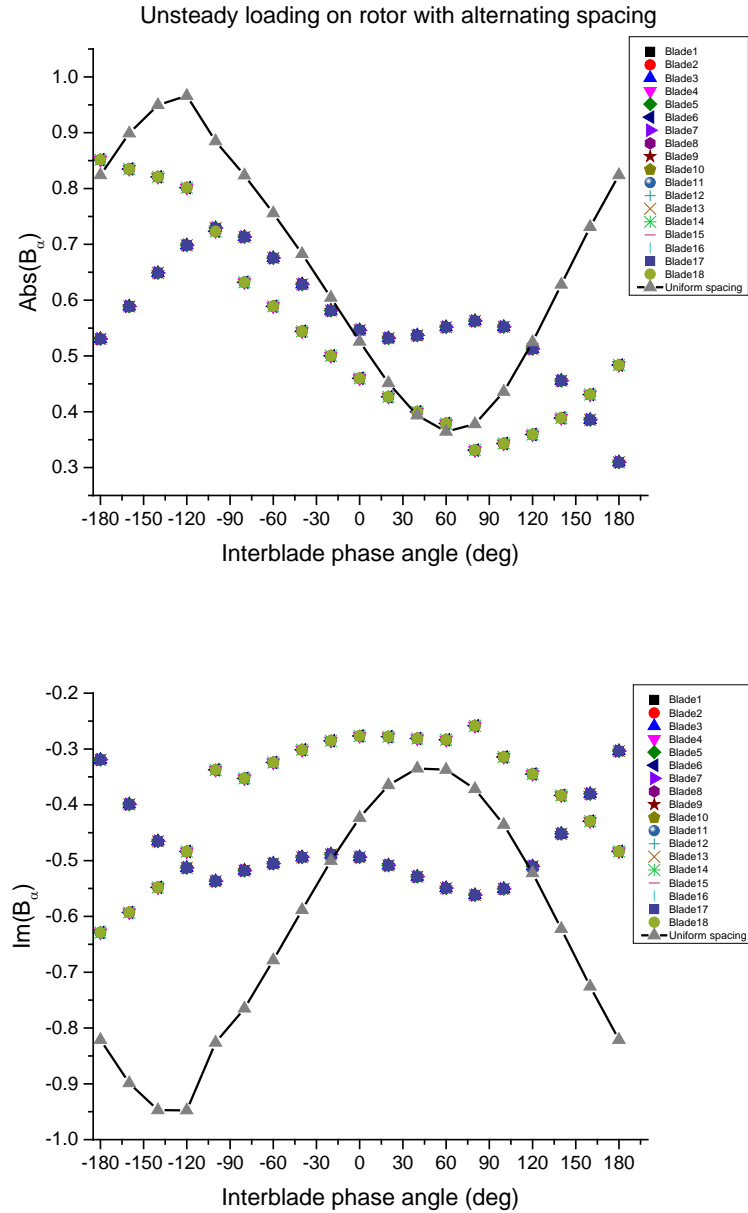 Unsteady loading on rotor with alternating spacing
Abs(Bα)
1.0
0.9
0.8
0.7
0.6
0.5
0.4
0.3
-180 -150 -120 -90 -60 -30 0 30 60 90 120 150 180
Interblade phase angle (deg)
Blade1
Blade2
Blade3
Blade4
Blade5
Blade6
Blade7
Blade8
Blade9
Blade10
Blade11
Blade12
Blade13
Blade14
Blade15
Blade16
Blade17
Blade18
Uniform spacing
Im(Bα)
-0.2
-0.3
-0.4
-0.5
-0.6
-0.7
-0.8
-0.9
-1.0
-180 -150 -120 -90 -60 -30 0 30 60 90 120 150 180
Interblade phase angle (deg)
Blade1
Blade2
Blade3
Blade4
Blade5
Blade6
Blade7
Blade8
Blade9
Blade10
Blade11
Blade12
Blade13
Blade14
Blade15
Blade16
Blade17
Blade18
Uniform spacing